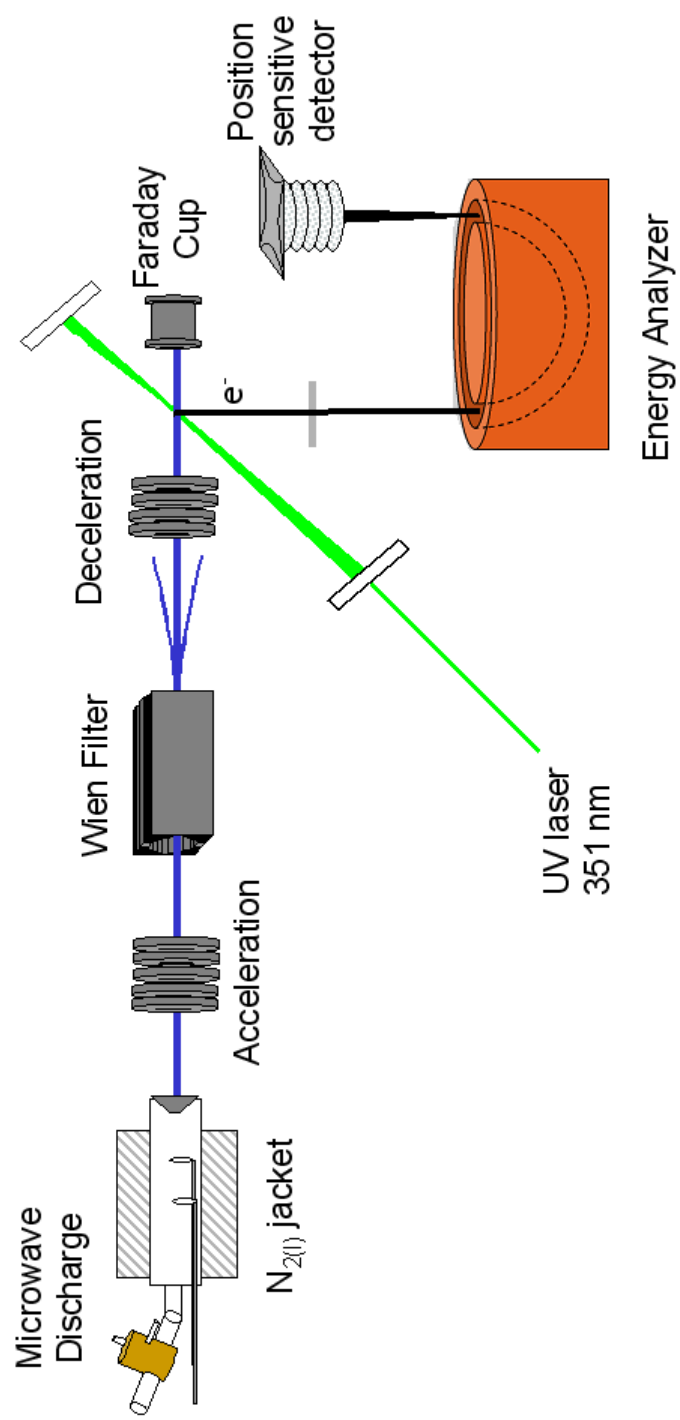 Microwave
Discharge
N2(l) jacket
Acceleration
Wien Filter
Deceleration
Faraday
Cup
e-
Position
sensitive
detector
Energy Analyzer
UV laser
351 nm